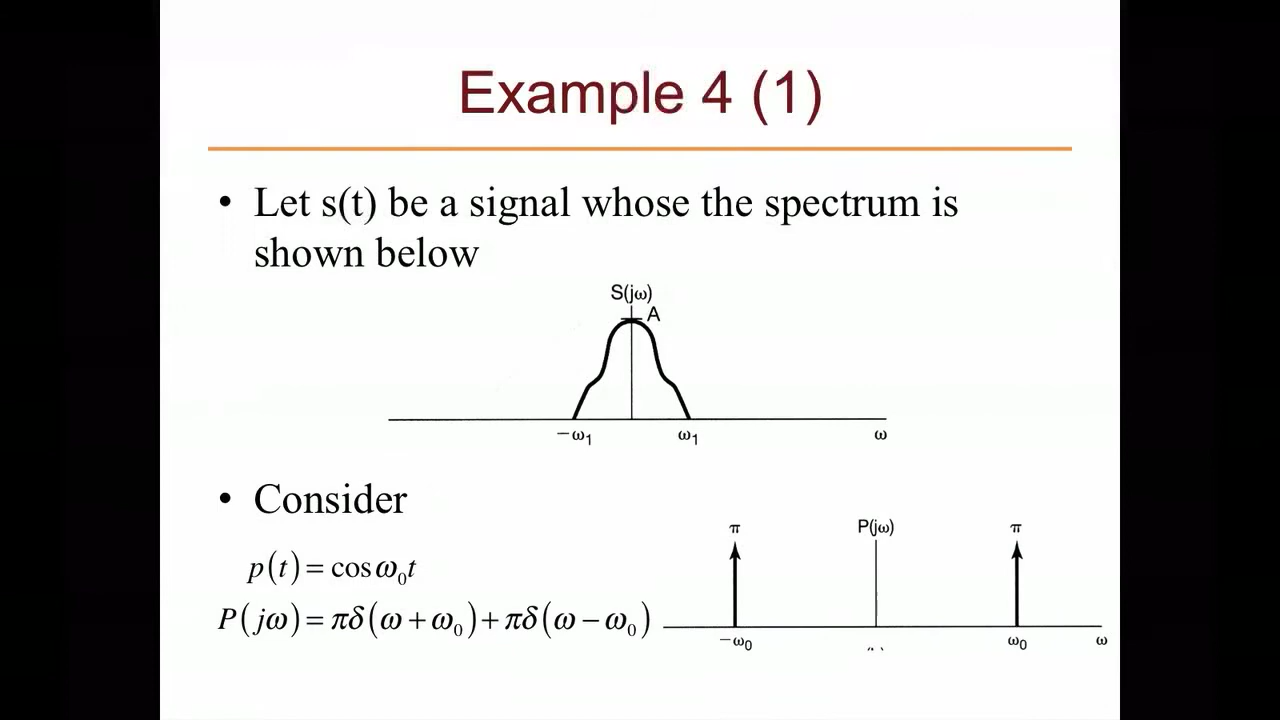 Example 4 (1)
• Let s(t) be a signal whose the spectrum is
shown below
S(jω)
A
−ω₁ ω₁ ω
• Consider
p(t) = cos ω₀t
P(jω) = πδ(ω + ω₀) + πδ(ω − ω₀)
π P(jω) π
−ω₀ ω₀ ω